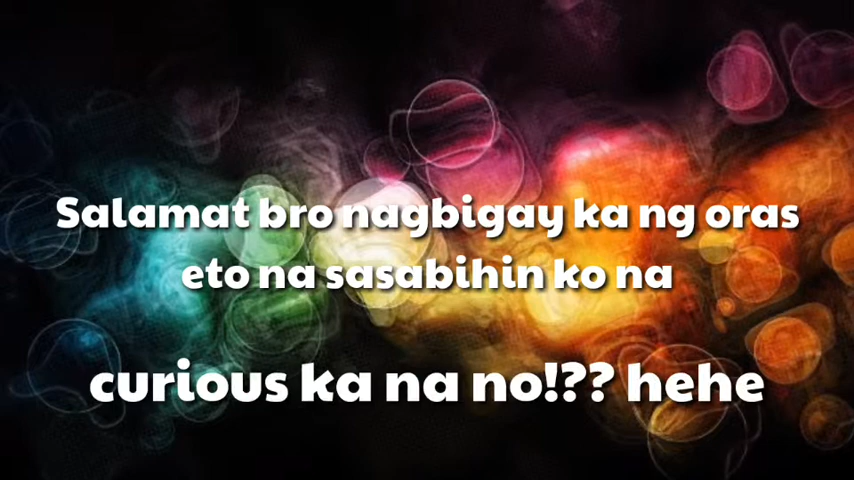 Salamat bro nagbigay ka ng oras
eto na sasabihin ko na
curious ka na no!?? hehe